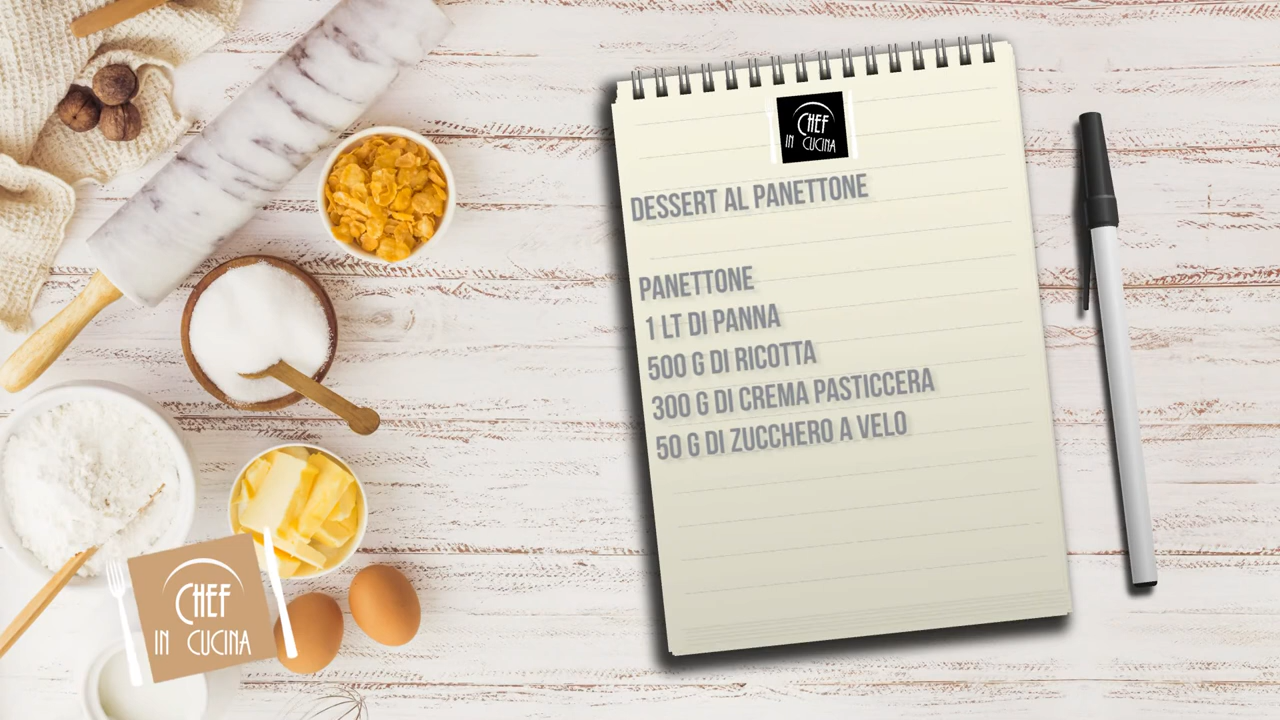 CHEF
IN CUCINA
DESSERT AL PANETTONE
PANETTONE
1 LT DI PANNA
500 G DI RICOTTA
300 G DI CREMA PASTICCERA
50 G DI ZUCCHERO A VELO
CHEF
IN CUCINA